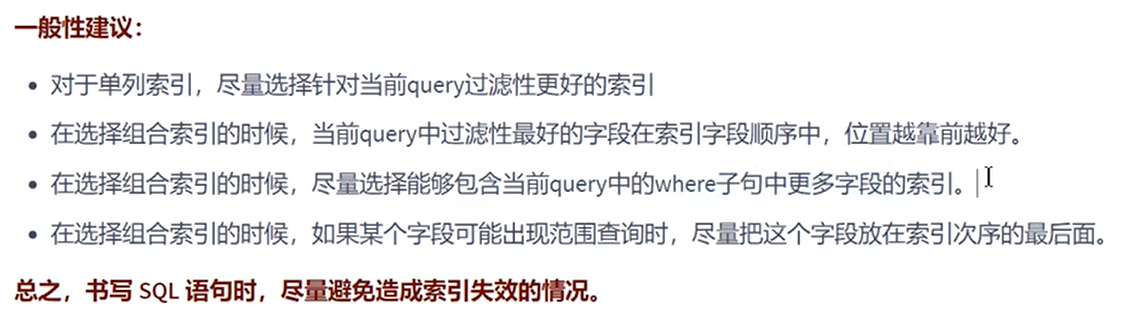 一般性建议：
• 对于单列索引，尽量选择针对当前query过滤性更好的索引
• 在选择组合索引的时候，当前query中过滤性最好的字段在索引字段顺序中，位置越靠前越好。
• 在选择组合索引的时候，尽量选择能够包含当前query中的where子句中更多字段的索引。
• 在选择组合索引的时候，如果某个字段可能出现范围查询时，尽量把这个字段放在索引次序的最后面。
总之，书写 SQL 语句时，尽量避免造成索引失效的情况。